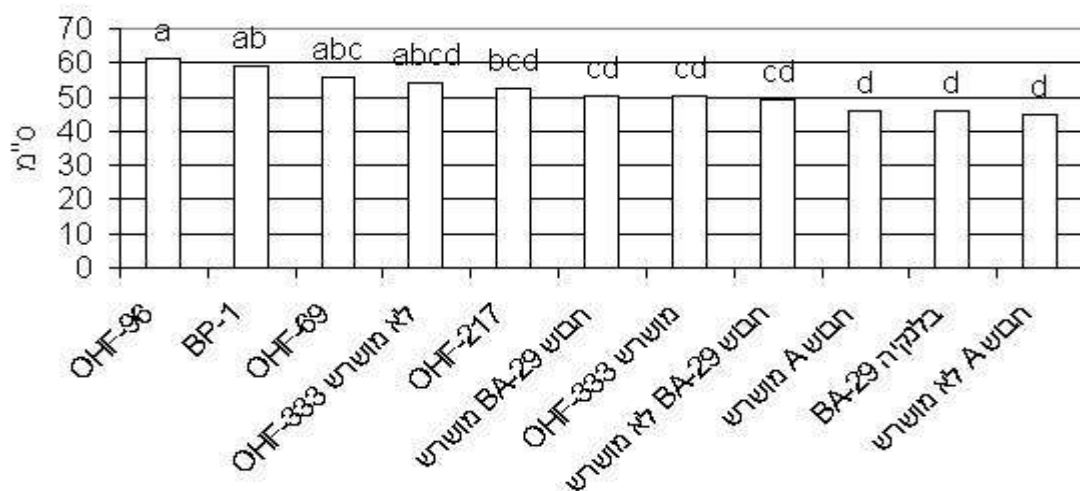 70
60
50
40
30
20
10
0
ס"מ
a
ab
abc
abcd
bcd
cd
cd
cd
d
d
d
OHF-96
BP-1
OHF-69
OHF-333 לא מושרש
OHF-217
חבוש BA-29 מושרש
OHF-333 מושרש
חבוש BA-29 לא מושרש
חבוש A מושרש
בלנקיה BA-29
חבוש A לא מושרש